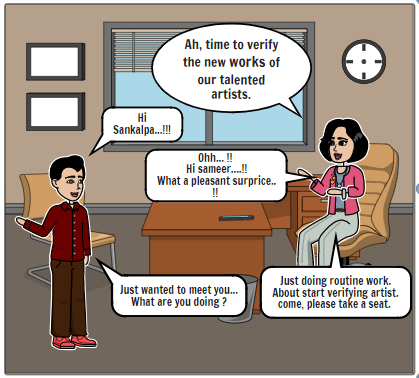 Ah, time to verify
the new works of
our talented
artists.
Hi
Sankalpa...!!!
Ohh... !!
Hi sameer....!!
What a pleasant surprice..
!!
Just wanted to meet you...
What are you doing ?
Just doing routine work.
About start verifying artist.
come, please take a seat.